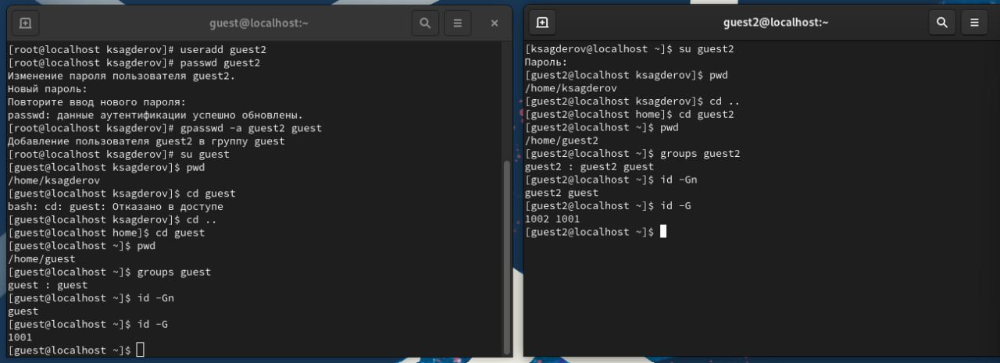 guest@localhost:~
[root@localhost ksagderov]# useradd guest2
[root@localhost ksagderov]# passwd guest2
Изменение пароля пользователя guest2.
Новый пароль:
Повторите ввод нового пароля:
passwd: данные аутентификации успешно обновлены.
[root@localhost ksagderov]# gpasswd -a guest2 guest
Добавление пользователя guest2 в группу guest
[root@localhost ksagderov]# su guest
[guest@localhost ksagderov]$ pwd
/home/ksagderov
[guest@localhost ksagderov]$ cd guest
bash: cd: guest: Отказано в доступе
[guest@localhost ksagderov]$ cd ..
[guest@localhost home]$ cd guest
[guest@localhost ~]$ pwd
/home/guest
[guest@localhost ~]$ groups guest
guest : guest
[guest@localhost ~]$ id -Gn
guest
[guest@localhost ~]$ id -G
1001
[guest@localhost ~]$
guest2@localhost:~
[ksagderov@localhost ~]$ su guest2
Пароль:
[guest2@localhost ksagderov]$ pwd
/home/ksagderov
[guest2@localhost ksagderov]$ cd ..
[guest2@localhost home]$ cd guest2
[guest2@localhost ~]$ pwd
/home/guest2
[guest2@localhost ~]$ groups guest2
guest2 : guest2 guest
[guest2@localhost ~]$ id -Gn
guest2 guest
[guest2@localhost ~]$ id -G
1002 1001
[guest2@localhost ~]$